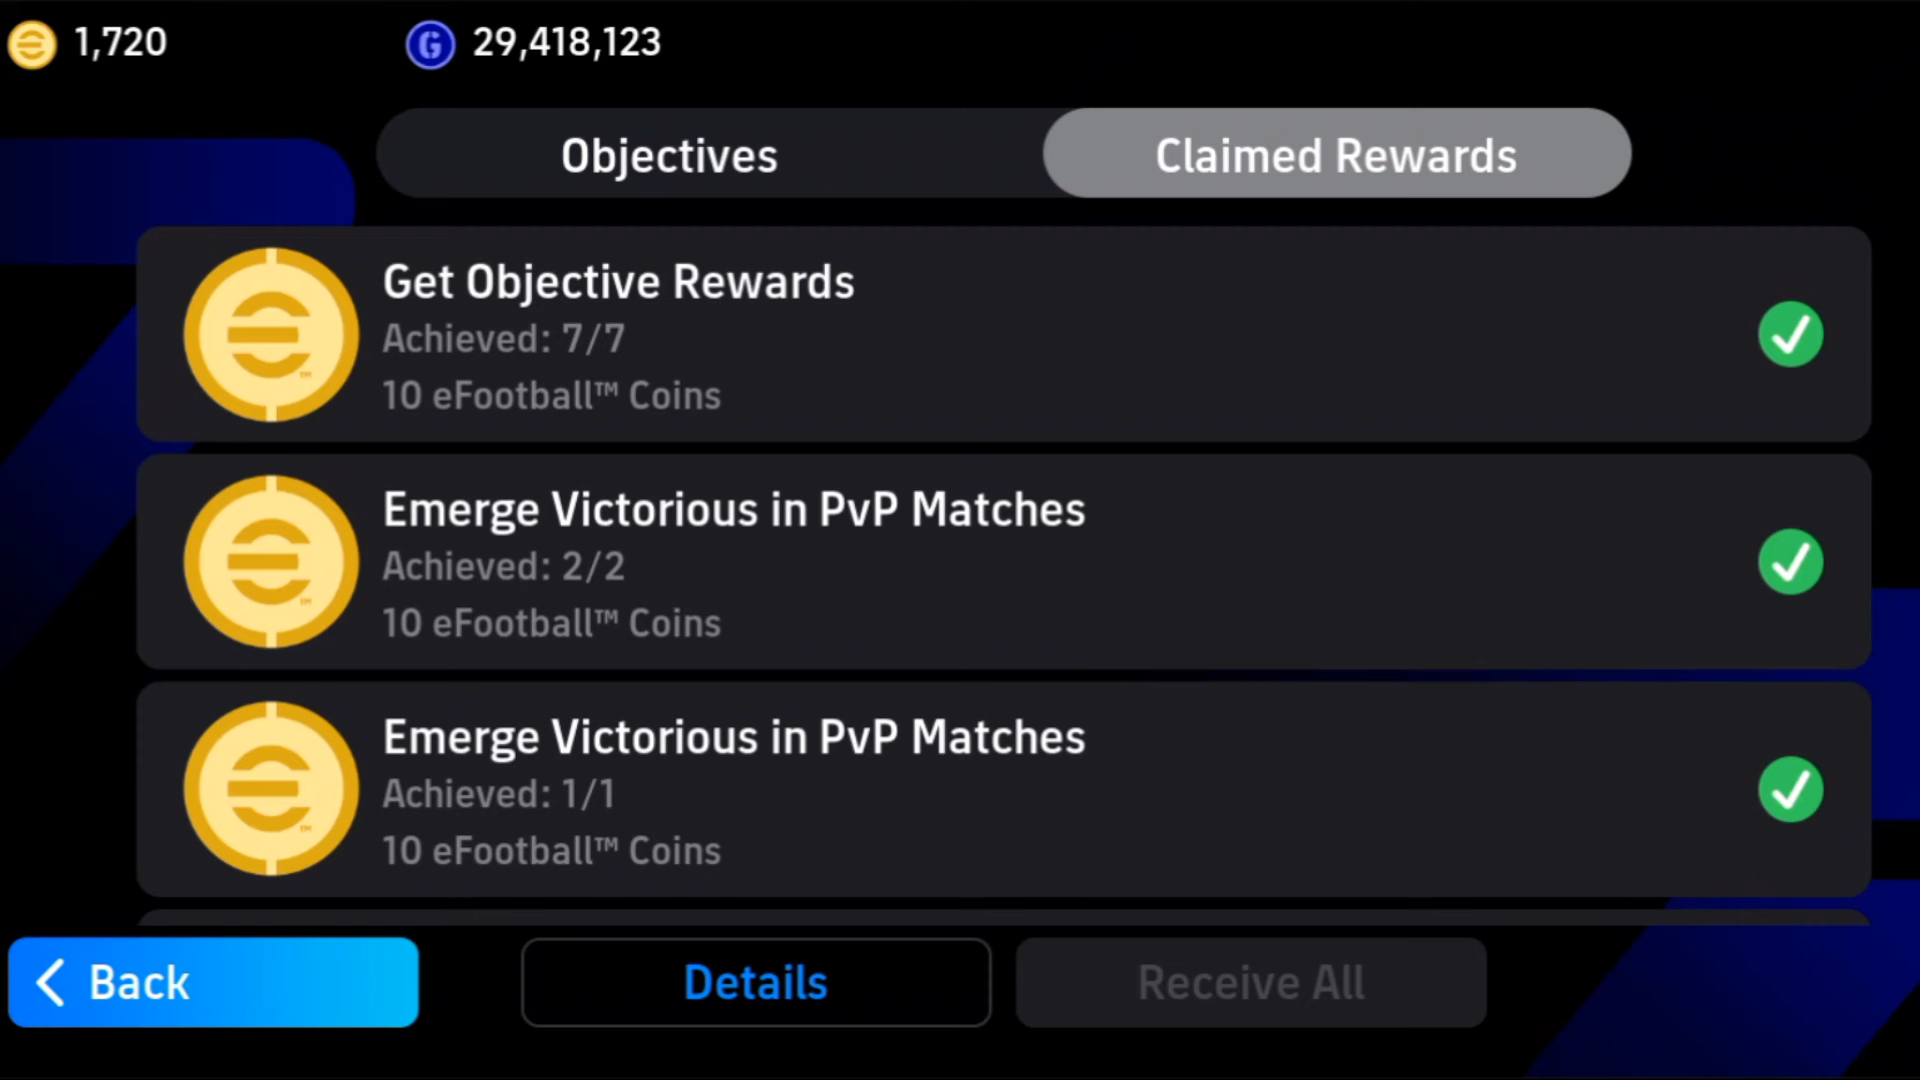 1,720
29,418,123
Objectives
Claimed Rewards
Get Objective Rewards
Achieved: 7/7
10 eFootball™ Coins
Emerge Victorious in PvP Matches
Achieved: 2/2
10 eFootball™ Coins
Emerge Victorious in PvP Matches
Achieved: 1/1
10 eFootball™ Coins
Back
Details
Receive All